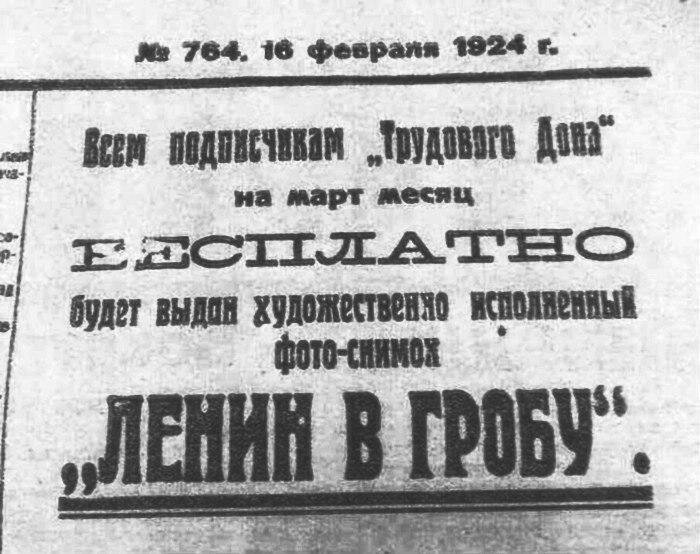 № 764. 16 февраля 1924 г.
Всем подписчикам „Трудового Дона“
на март месяц
БЕСПЛАТНО
будет выдан художественно исполненный
фото-снимок
„ЛЕНИН В ГРОБУ“.